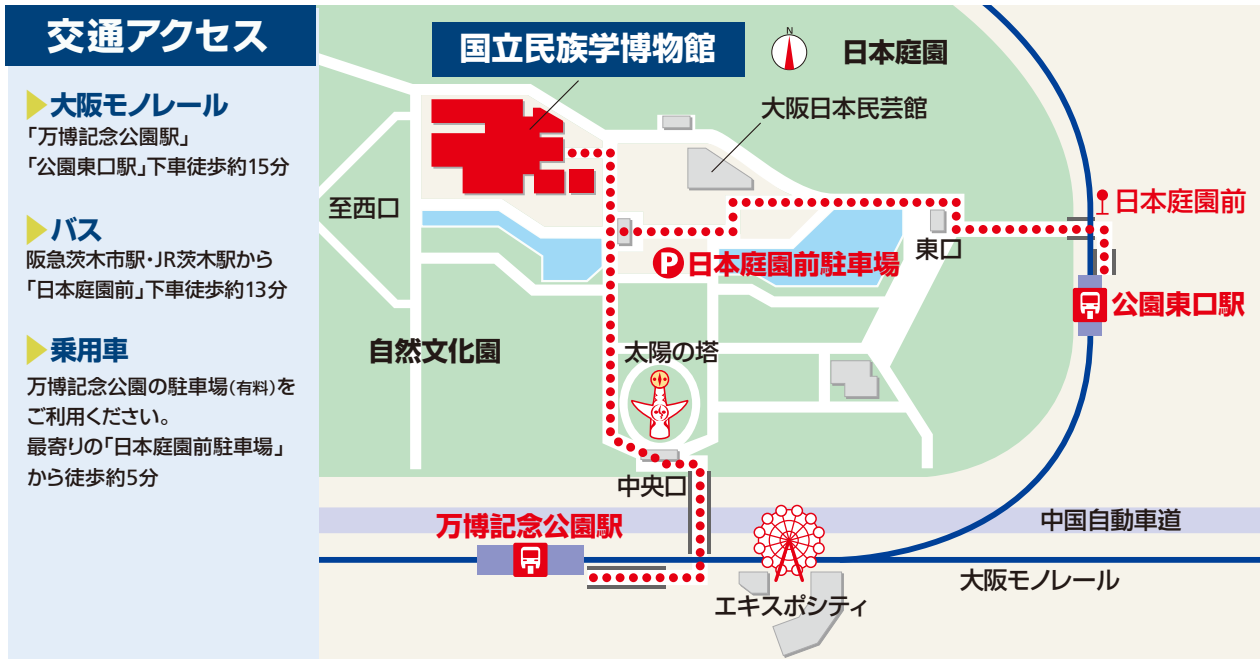 交通アクセス
大阪モノレール
「万博記念公園駅」
「公園東口駅」下車徒歩約15分
バス
阪急茨木市駅・JR茨木駅から
「日本庭園前」下車徒歩約13分
乗用車
万博記念公園の駐車場(有料)を
ご利用ください。
最寄りの「日本庭園前駐車場」
から徒歩約5分
国立民族学博物館
N
日本庭園
大阪日本民芸館
至西口
日本庭園前
東口
P日本庭園前駐車場
公園東口駅
自然文化園
太陽の塔
中央口
万博記念公園駅
中国自動車道
大阪モノレール
エキスポシティ